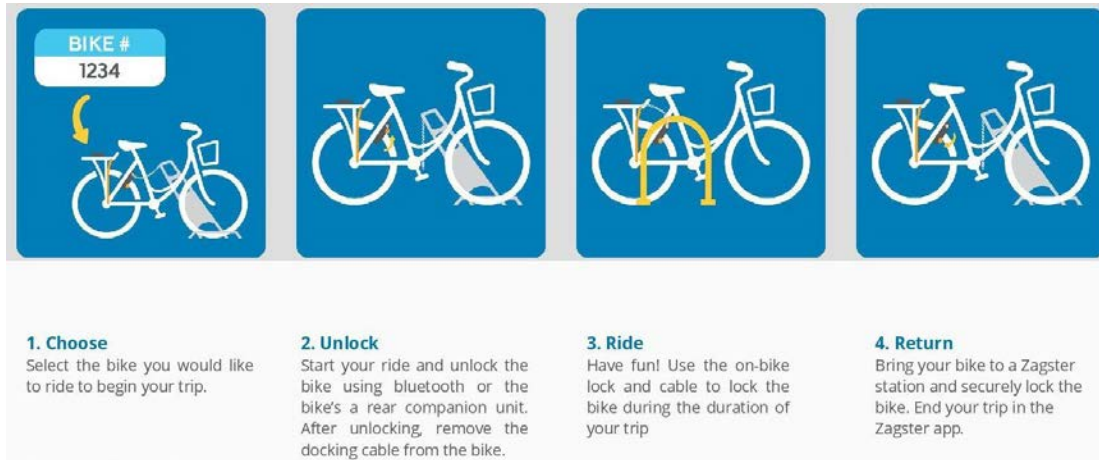 BIKE #
1234
1. Choose
Select the bike you would like
to ride to begin your trip.
2. Unlock
Start your ride and unlock the
bike using bluetooth or the
bike's a rear companion unit.
After unlocking, remove the
docking cable from the bike.
3. Ride
Have fun! Use the on-bike
lock and cable to lock the
bike during the duration of
your trip
4. Return
Bring your bike to a Zagster
station and securely lock the
bike. End your trip in the
Zagster app.